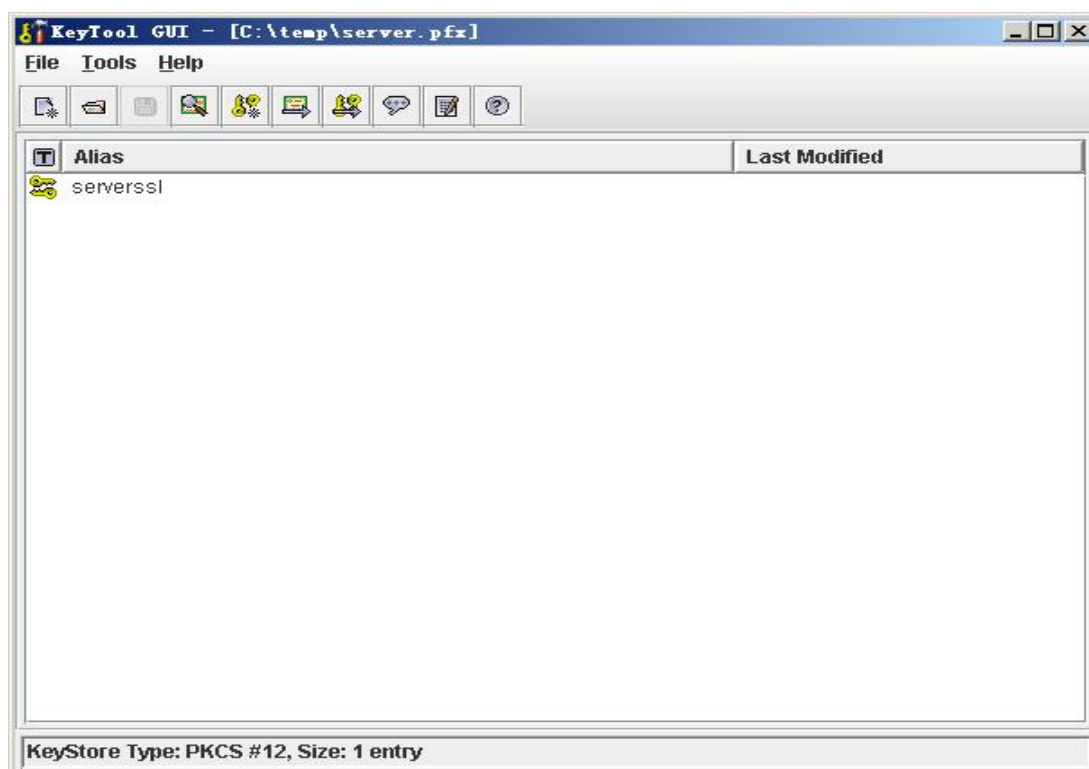 KeyTool GUI - [C:\temp\server.pfx]
File Tools Help
T Alias Last Modified
serverssl
KeyStore Type: PKCS #12, Size: 1 entry